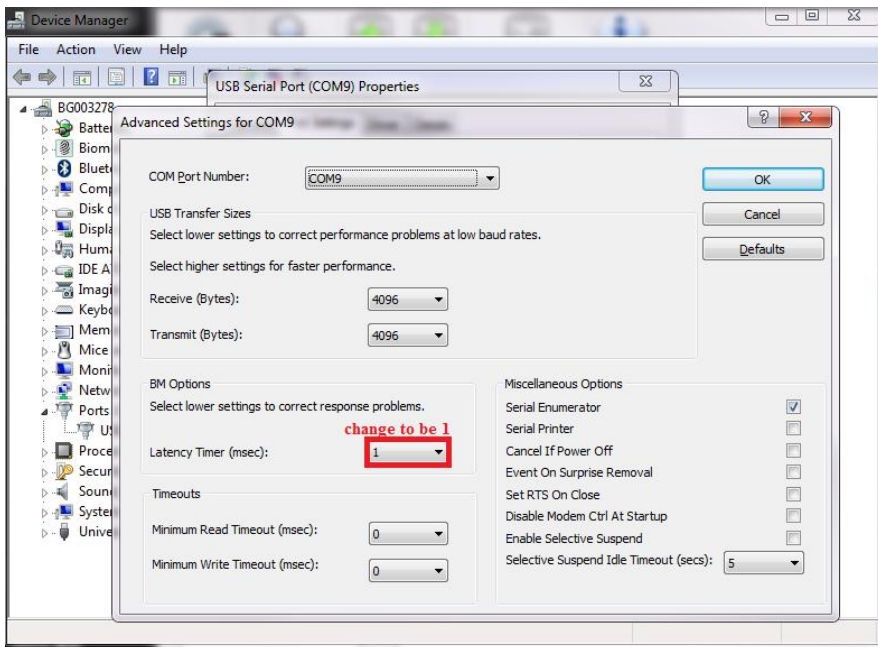 Device Manager
File Action View Help
USB Serial Port (COM9) Properties
BG003278
Advanced Settings for COM9
COM Port Number:
COM9
OK
Cancel
Defaults
USB Transfer Sizes
Select lower settings to correct performance problems at low baud rates.
Select higher settings for faster performance.
Receive (Bytes):
4096
Transmit (Bytes):
4096
BM Options
Select lower settings to correct response problems.
change to be 1
Latency Timer (msec):
1
Timeouts
Minimum Read Timeout (msec):
0
Minimum Write Timeout (msec):
0
Miscellaneous Options
Serial Enumerator
Serial Printer
Cancel If Power Off
Event On Surprise Removal
Set RTS On Close
Disable Modem Ctrl At Startup
Enable Selective Suspend
Selective Suspend Idle Timeout (secs):
5
Batte
Biom
Bluet
Comp
Disk d
Displa
Huma
IDE A
Imagi
Keybo
Mem
Mice
Moni
Netw
Ports
US
Proce
Secur
Soun
Syste
Unive